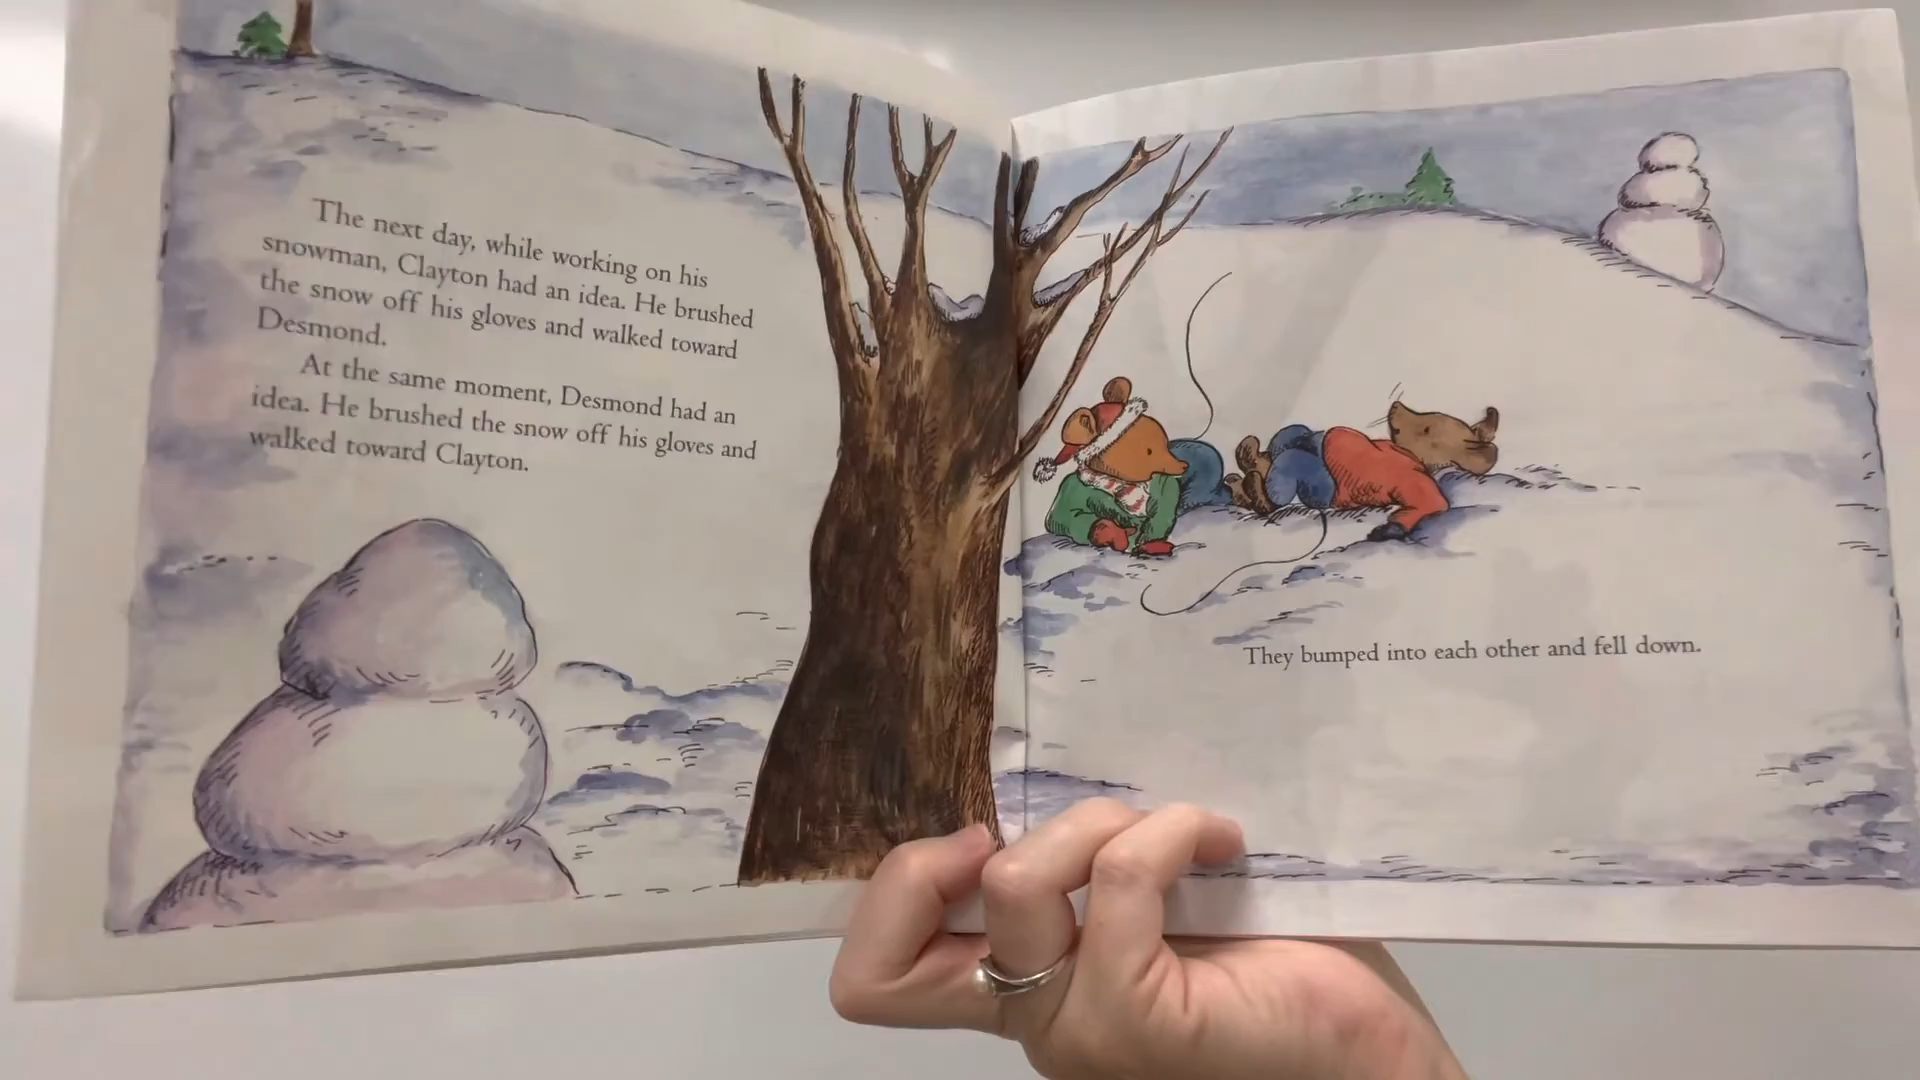 The next day, while working on his
snowman, Clayton had an idea. He brushed
the snow off his gloves and walked toward
Desmond.
At the same moment, Desmond had an
idea. He brushed the snow off his gloves and
walked toward Clayton.
They bumped into each other and fell down.